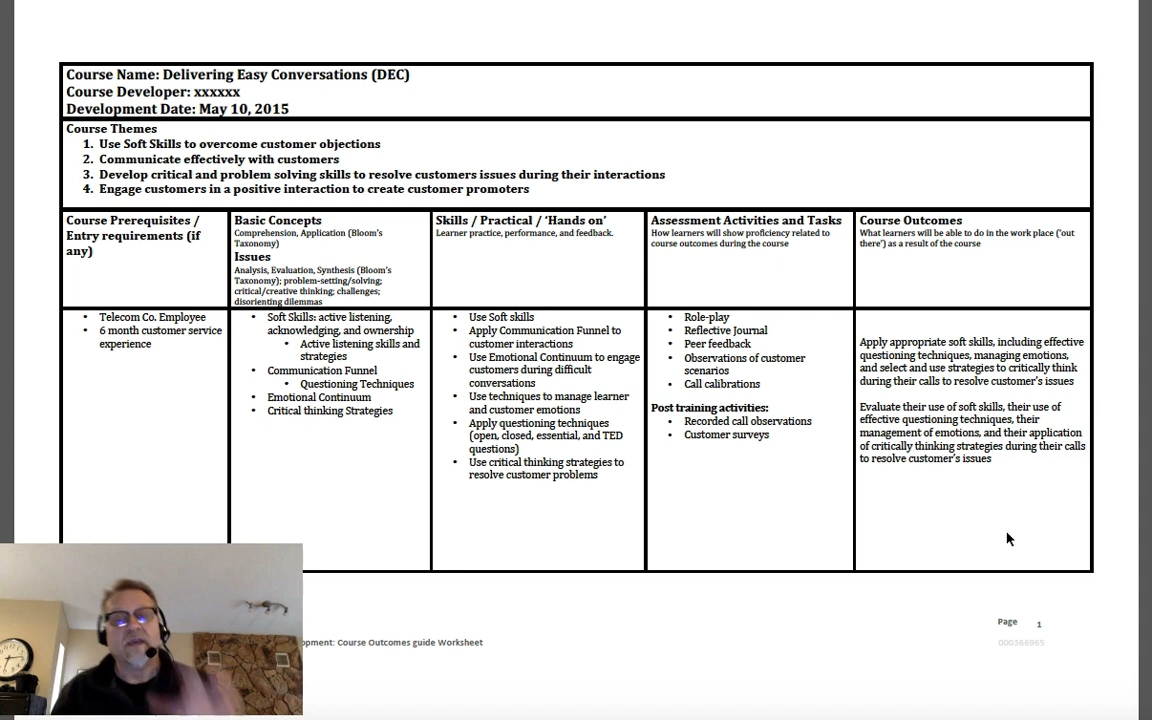 Course Name: Delivering Easy Conversations (DEC)
Course Developer: xxxxxx
Development Date: May 10, 2015
Course Themes
1. Use Soft Skills to overcome customer objections
2. Communicate effectively with customers
3. Develop critical and problem solving skills to resolve customers issues during their interactions
4. Engage customers in a positive interaction to create customer promoters
Course Prerequisites /
Entry requirements (if
any)
Basic Concepts
Comprehension, Application (Bloom's
Taxonomy)
Issues
Analysis, Evaluation, Synthesis (Bloom's
Taxonomy); problem-setting/solving;
critical/creative thinking; challenges;
disorienting dilemmas
Skills / Practical / 'Hands on'
Learner practice, performance, and feedback.
Assessment Activities and Tasks
How learners will show proficiency related to
course outcomes during the course
Course Outcomes
What learners will be able to do in the work place ('out
there') as a result of the course
• Telecom Co. Employee
• 6 month customer service
experience
• Soft Skills: active listening,
acknowledging, and ownership
• Active listening skills and
strategies
• Communication Funnel
• Questioning Techniques
• Emotional Continuum
• Critical thinking Strategies
• Use Soft skills
• Apply Communication Funnel to
customer interactions
• Use Emotional Continuum to engage
customers during difficult
conversations
• Use techniques to manage learner
and customer emotions
• Apply questioning techniques
(open, closed, essential, and TED
questions)
• Use critical thinking strategies to
resolve customer problems
• Role-play
• Reflective Journal
• Peer feedback
• Observations of customer
scenarios
• Call calibrations
Post training activities:
• Recorded call observations
• Customer surveys
Apply appropriate soft skills, including effective
questioning techniques, managing emotions,
and select and use strategies to critically think
during their calls to resolve customer's issues
Evaluate their use of soft skills, their use of
effective questioning techniques, their
management of emotions, and their application
of critically thinking strategies during their calls
to resolve customer's issues
Page 1
opment: Course Outcomes guide Worksheet
000366965